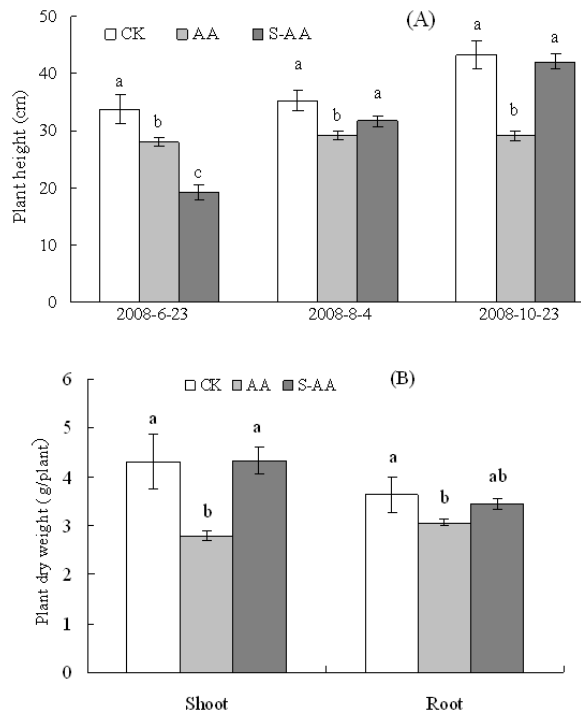 (A)
CK AA S-AA
Plant height (cm)
50
40
30
20
10
0
a b c
a b a
a b a
2008-6-23 2008-8-4 2008-10-23
(B)
CK AA S-AA
Plant dry weight ( g/plant)
6
5
4
3
2
1
0
a b a
a b ab
Shoot Root